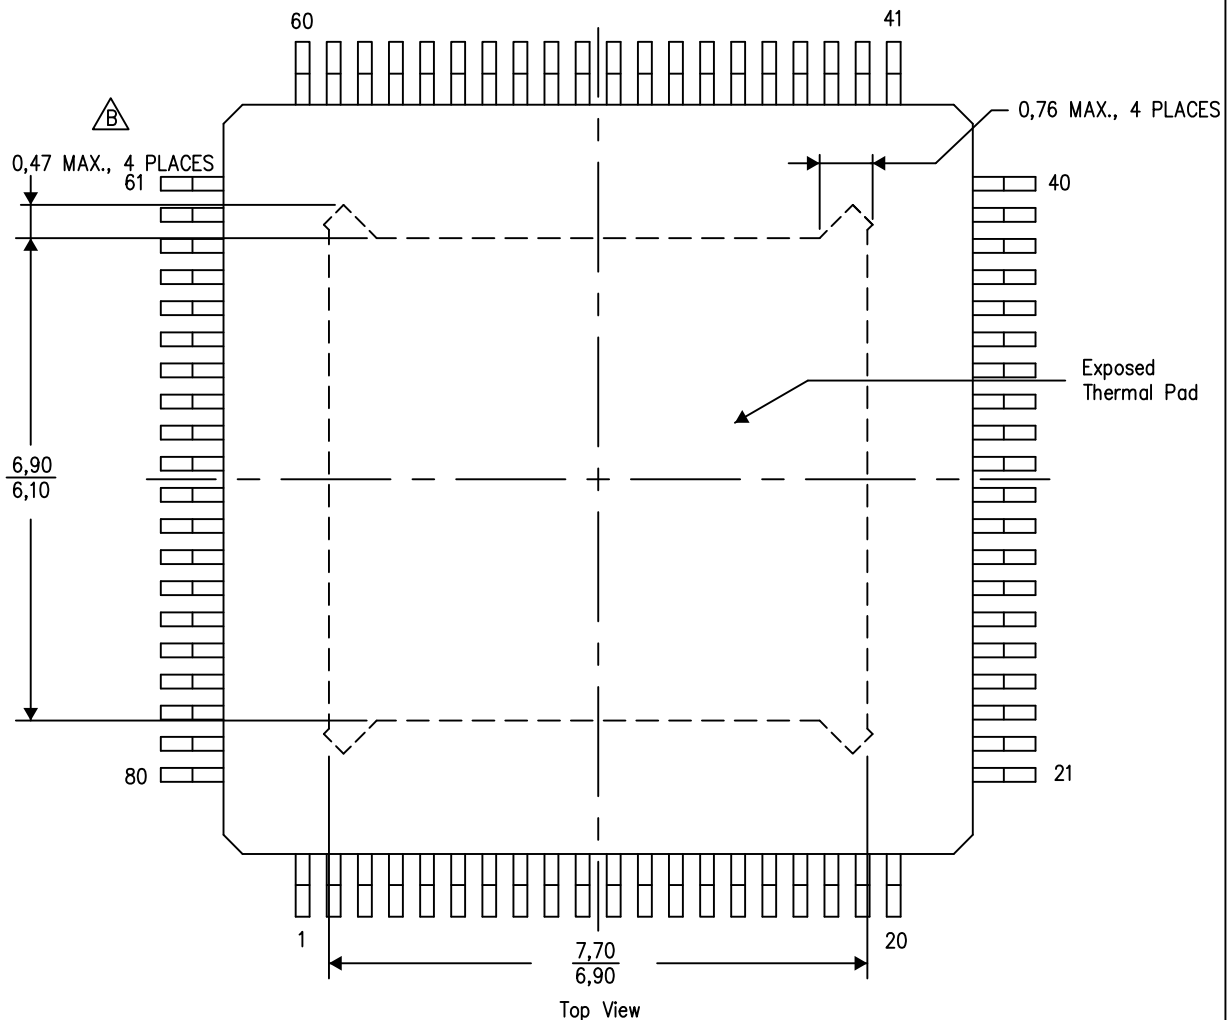 60
41
B
0,76 MAX., 4 PLACES
0,47 MAX., 4 PLACES
61
40
Exposed
Thermal Pad
6,90
6,10
80
21
1
20
7,70
6,90
Top View